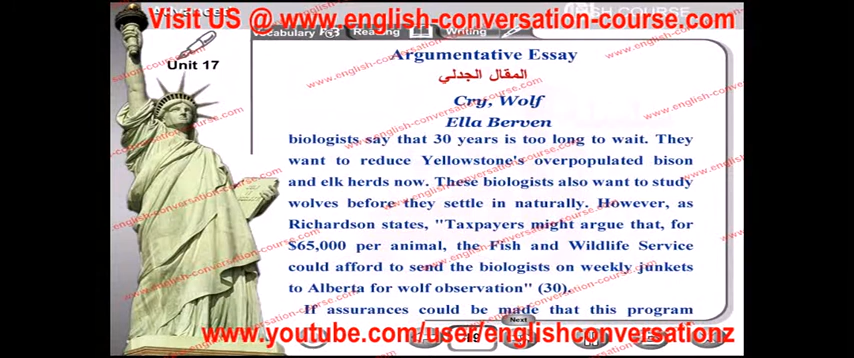 Visit US @ www.english-conversation-course.com
Vocabulary Reading Writing
Unit 17
Argumentative Essay
المقال الجدلي
Cry, Wolf
Ella Berven
biologists say that 30 years is too long to wait. They
want to reduce Yellowstone's overpopulated bison
and elk herds now. These biologists also want to study
wolves before they settle in naturally. However, as
Richardson states, "Taxpayers might argue that, for
$65,000 per animal, the Fish and Wildlife Service
could afford to send the biologists on weekly junkets
to Alberta for wolf observation" (30).
If assurances could be made that this program
Next
www.youtube.com/user/englishconversationz